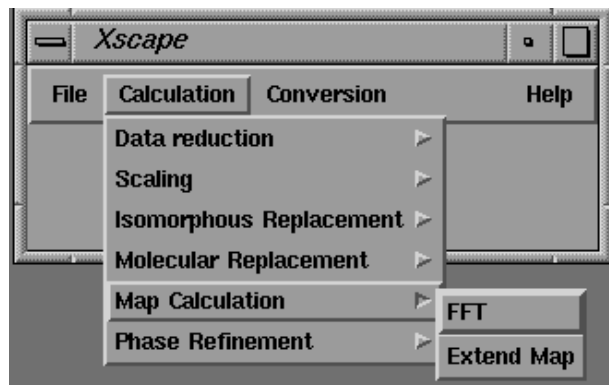 Xscape
File Calculation Conversion Help
Data reduction
Scaling
Isomorphous Replacement
Molecular Replacement
Map Calculation
FFT
Phase Refinement
Extend Map